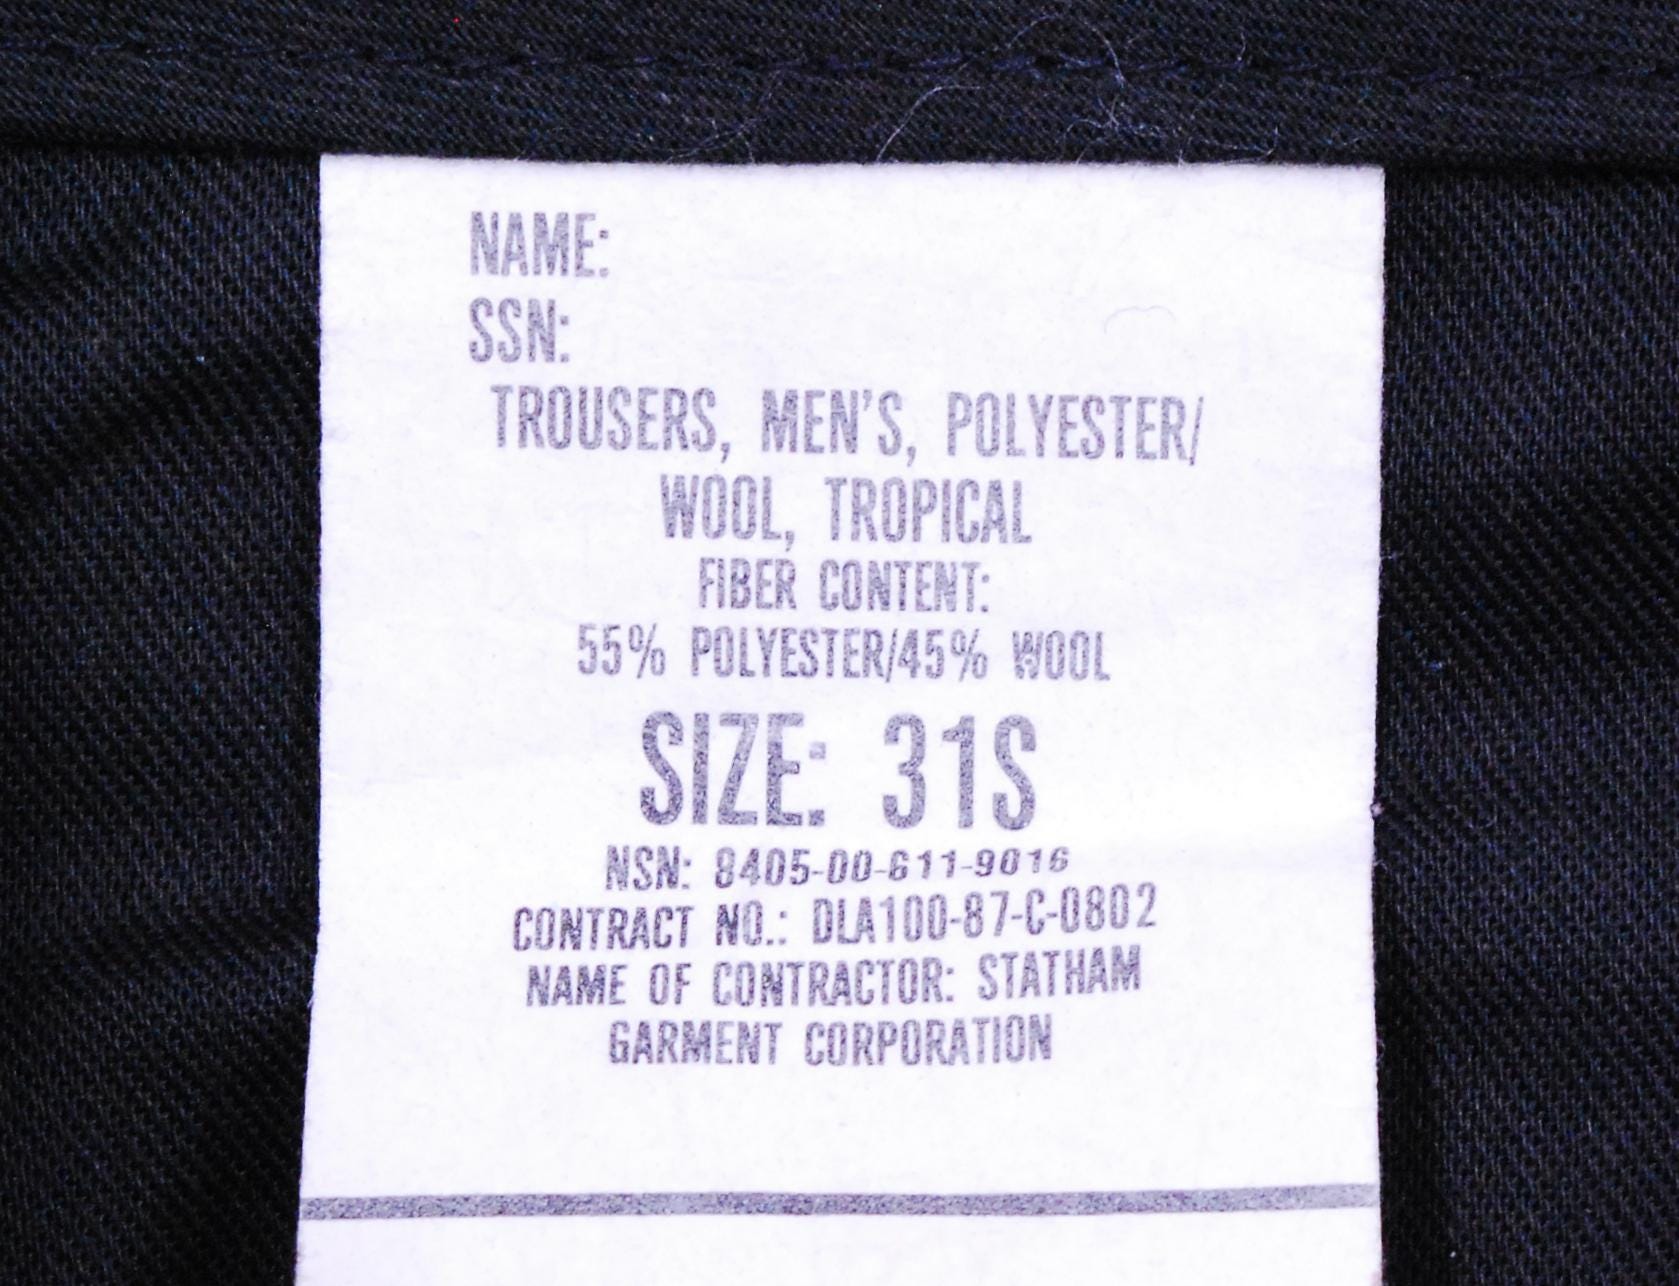 NAME:
SSN:
TROUSERS, MEN'S, POLYESTER/
WOOL, TROPICAL
FIBER CONTENT:
55% POLYESTER/45% WOOL
SIZE: 31S
NSN: 8405-00-611-9016
CONTRACT NO.: DLA100-87-C-0802
NAME OF CONTRACTOR: STATHAM
GARMENT CORPORATION